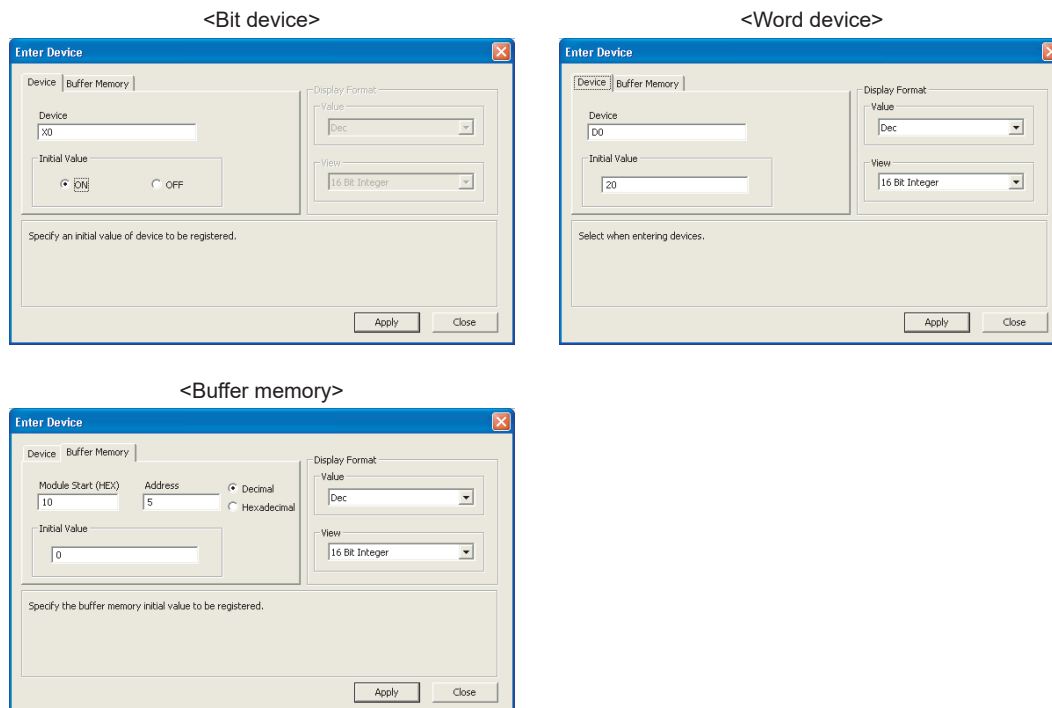 <Bit device>
Enter Device
Device Buffer Memory
Display Format
Value
Device
X0
Dec
Initial Value
View
ON OFF
16 Bit Integer
Specify an initial value of device to be registered.
Apply Close
<Word device>
Enter Device
Device Buffer Memory
Display Format
Value
Device
D0
Dec
Initial Value
View
20
16 Bit Integer
Select when entering devices.
Apply Close
<Buffer memory>
Enter Device
Device Buffer Memory
Display Format
Value
Module Start (HEX) Address Decimal
10 5
Dec
Hexadecimal
Initial Value
View
0
16 Bit Integer
Specify the buffer memory initial value to be registered.
Apply Close